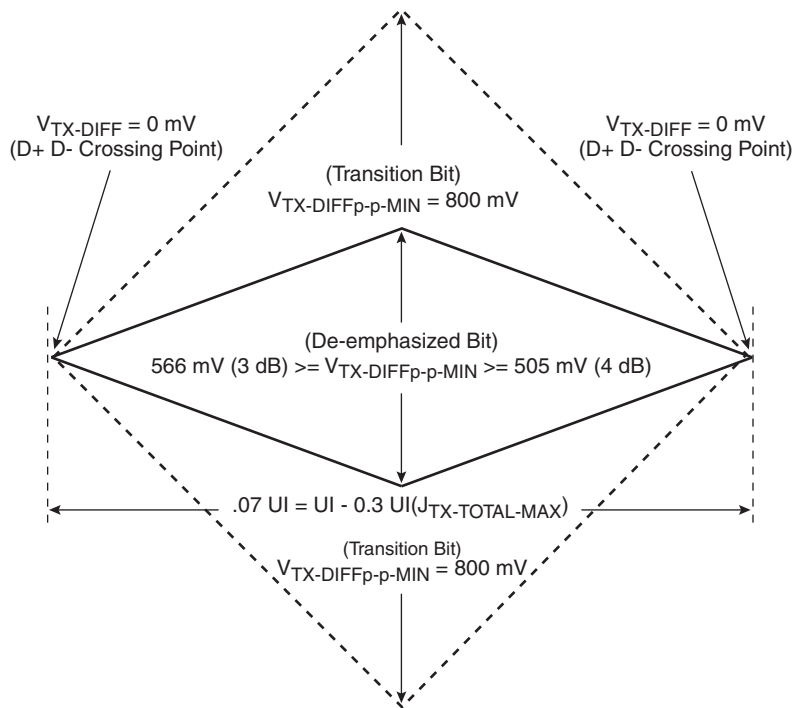 V_TX-DIFF = 0 mV
(D+ D- Crossing Point)
V_TX-DIFF = 0 mV
(D+ D- Crossing Point)
(Transition Bit)
V_TX-DIFFp-p-MIN = 800 mV
(De-emphasized Bit)
566 mV (3 dB) >= V_TX-DIFFp-p-MIN >= 505 mV (4 dB)
.07 UI = UI - 0.3 UI(J_TX-TOTAL-MAX)
(Transition Bit)
V_TX-DIFFp-p-MIN = 800 mV